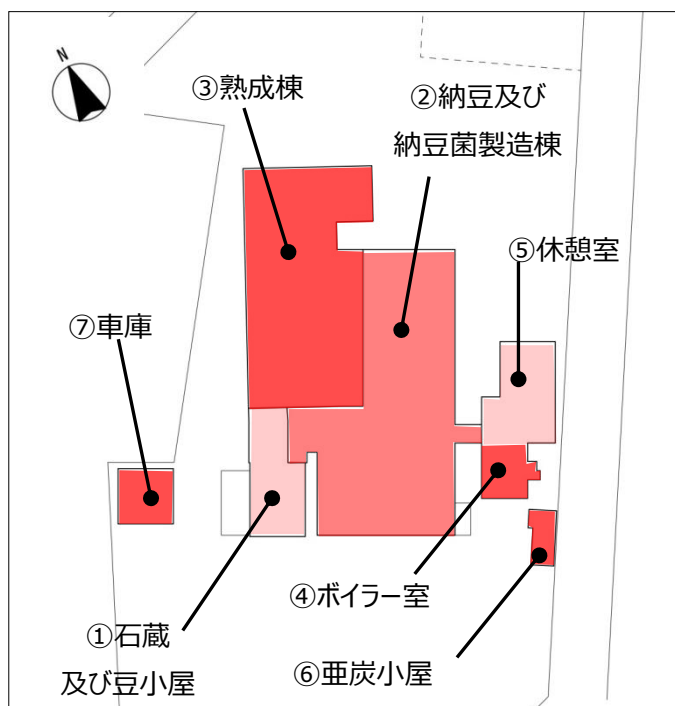 N
③熟成棟
②納豆及び
納豆菌製造棟
⑤休憩室
⑦車庫
④ボイラー室
①石蔵
及び豆小屋
⑥亜炭小屋